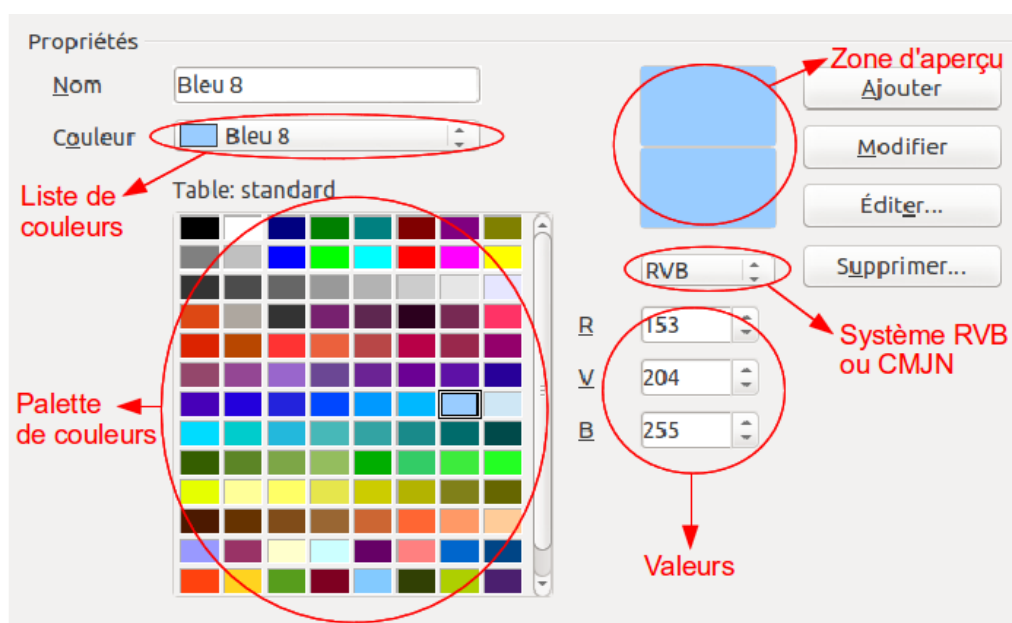 Propriétés
Nom
Bleu 8
Couleur
Bleu 8
Liste de
couleurs
Table: standard
Palette
de couleurs
Zone d'aperçu
Ajouter
Modifier
Éditer...
Supprimer...
RVB
Système RVB
ou CMJN
R
153
V
204
B
255
Valeurs